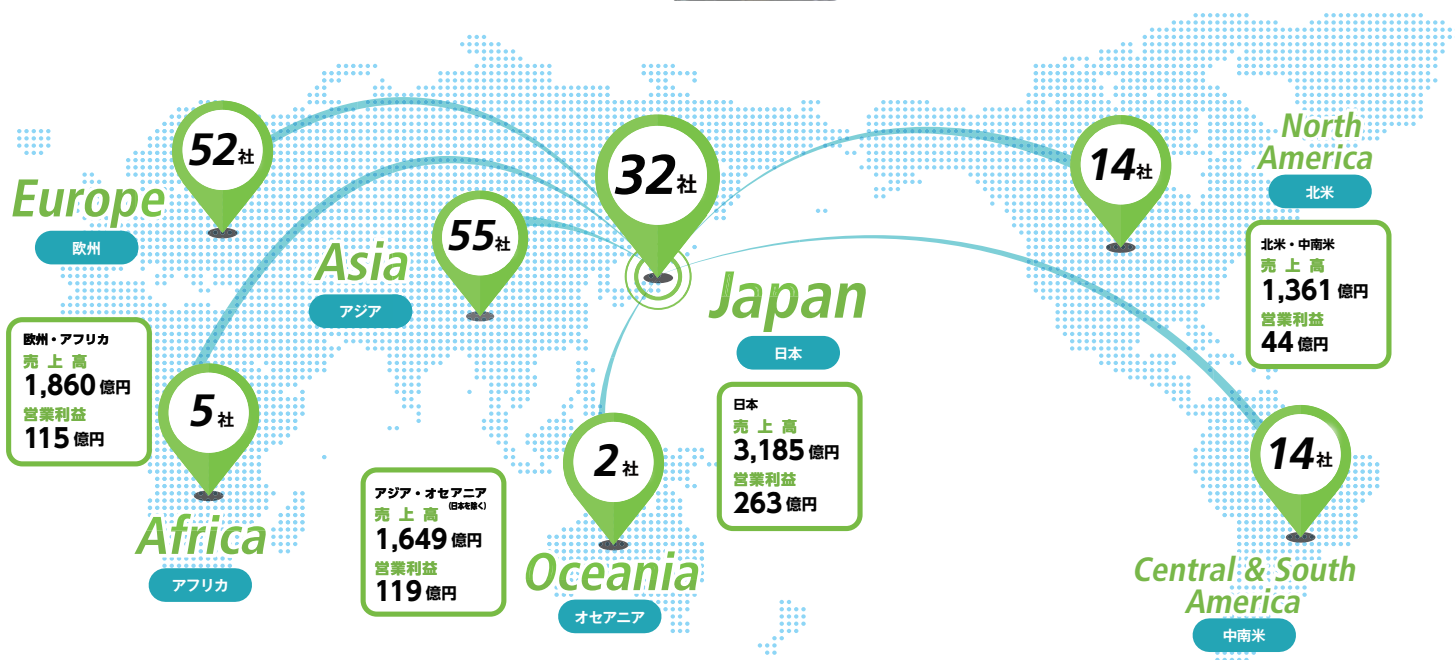 52社
Europe
欧州
欧州・アフリカ
売上高
1,860億円
営業利益
115億円
5社
Africa
アフリカ
55社
Asia
アジア
アジア・オセアニア
(日本を除く)
売上高
1,649億円
営業利益
119億円
2社
Oceania
オセアニア
32社
Japan
日本
日本
売上高
3,185億円
営業利益
263億円
14社
North
America
北米
北米・中南米
売上高
1,361億円
営業利益
44億円
14社
Central & South
America
中南米